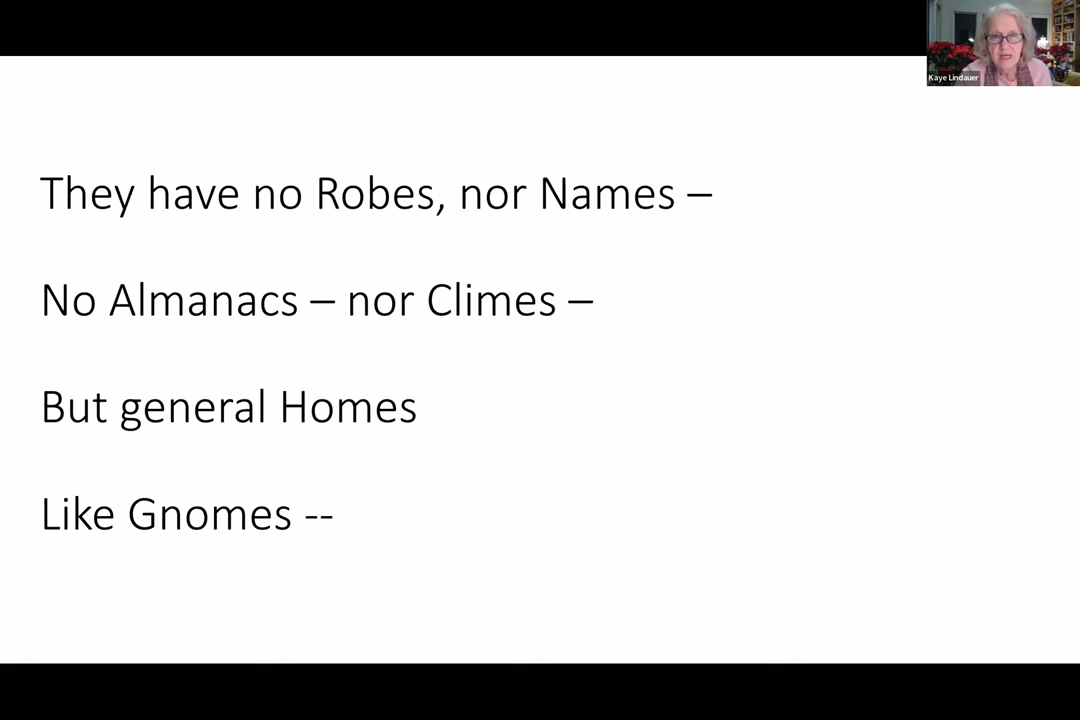 Kaye Lindauer
They have no Robes, nor Names –
No Almanacs – nor Climes –
But general Homes
Like Gnomes --